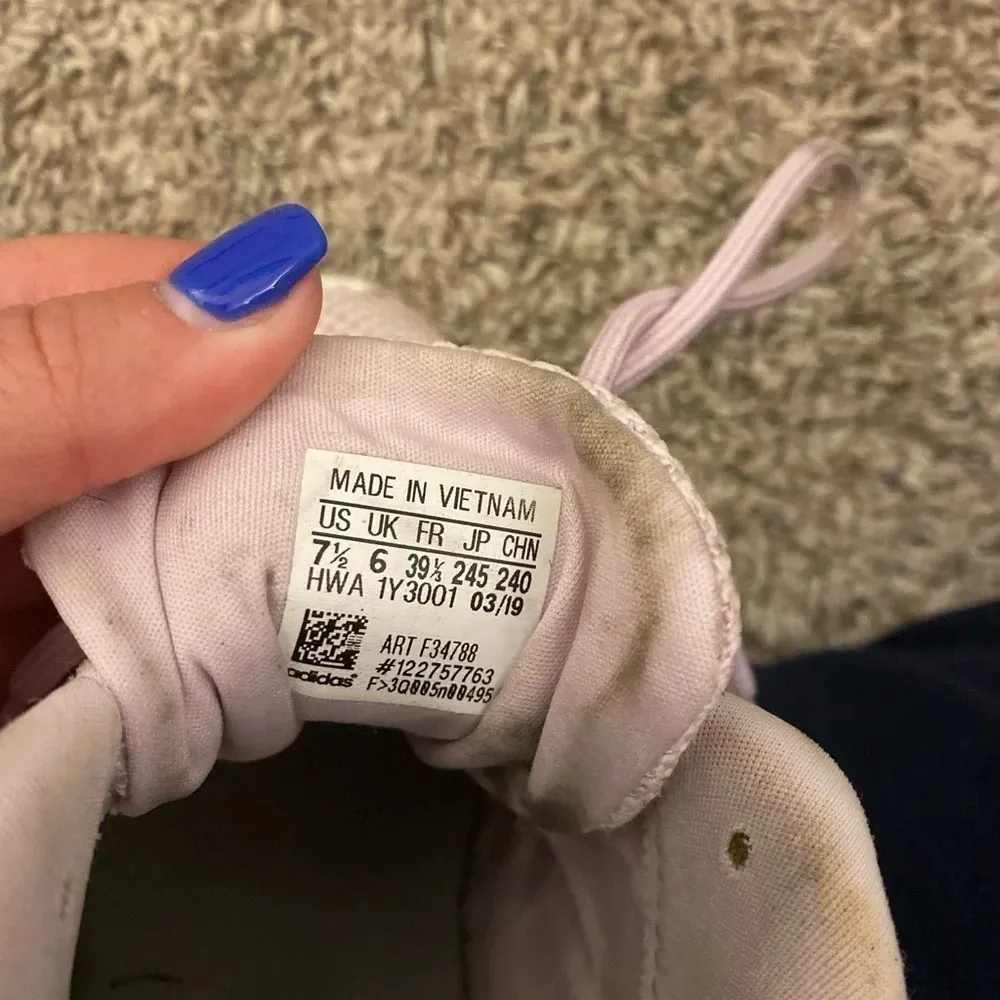 MADE IN VIETNAM
US UK FR JP CHN
7½ 6 39⅓ 245 240
HWA 1Y3001 03/19
ART F34788
#122757763
adidas® F>3Q005n00495